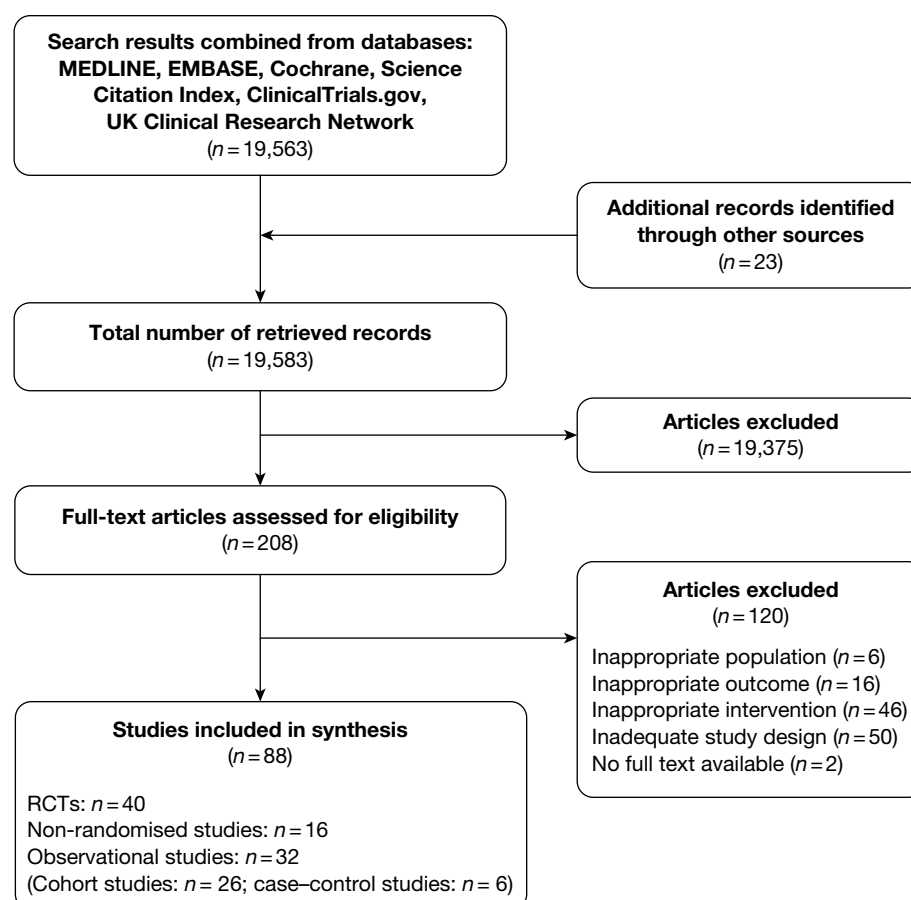 Search results combined from databases:
MEDLINE, EMBASE, Cochrane, Science
Citation Index, ClinicalTrials.gov,
UK Clinical Research Network
(n=19,563)
Additional records identified
through other sources
(n=23)
Total number of retrieved records
(n=19,583)
Articles excluded
(n=19,375)
Full-text articles assessed for eligibility
(n=208)
Articles excluded
(n=120)
Inappropriate population (n=6)
Inappropriate outcome (n=16)
Inappropriate intervention (n=46)
Inadequate study design (n=50)
No full text available (n=2)
Studies included in synthesis
(n=88)
RCTs: n=40
Non-randomised studies: n=16
Observational studies: n=32
(Cohort studies: n= 26; case–control studies: n= 6)